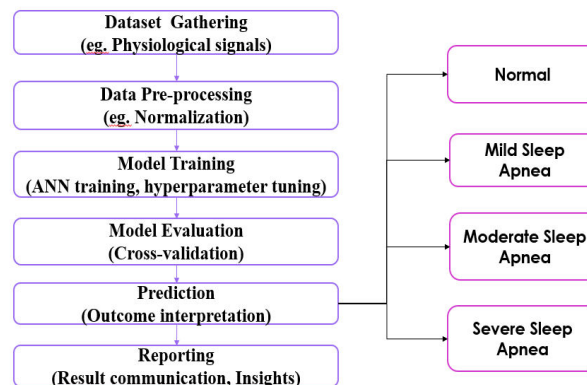 Dataset Gathering
(eg. Physiological signals)
Data Pre-processing
(eg. Normalization)
Model Training
(ANN training, hyperparameter tuning)
Model Evaluation
(Cross-validation)
Prediction
(Outcome interpretation)
Reporting
(Result communication, Insights)
Normal
Mild Sleep
Apnea
Moderate Sleep
Apnea
Severe Sleep
Apnea